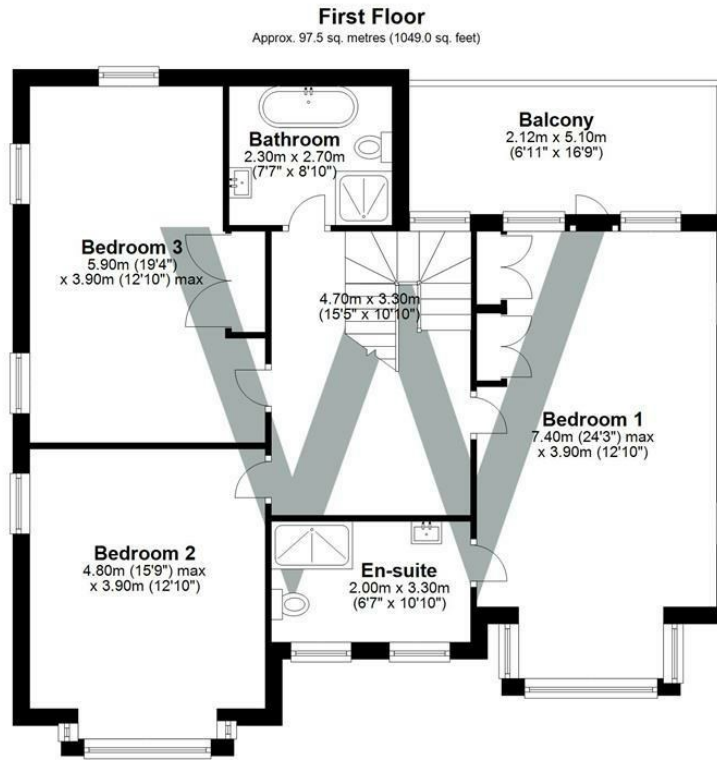 First Floor
Approx. 97.5 sq. metres (1049.0 sq. feet)
Bathroom
2.30m x 2.70m
(7'7" x 8'10")
Balcony
2.12m x 5.10m
(6'11" x 16'9")
Bedroom 3
5.90m (19'4")
x 3.90m (12'10") max
4.70m x 3.30m
(15'5" x 10'10")
Bedroom 1
7.40m (24'3") max
x 3.90m (12'10")
Bedroom 2
4.80m (15'9") max
x 3.90m (12'10")
En-suite
2.00m x 3.30m
(6'7" x 10'10")
W